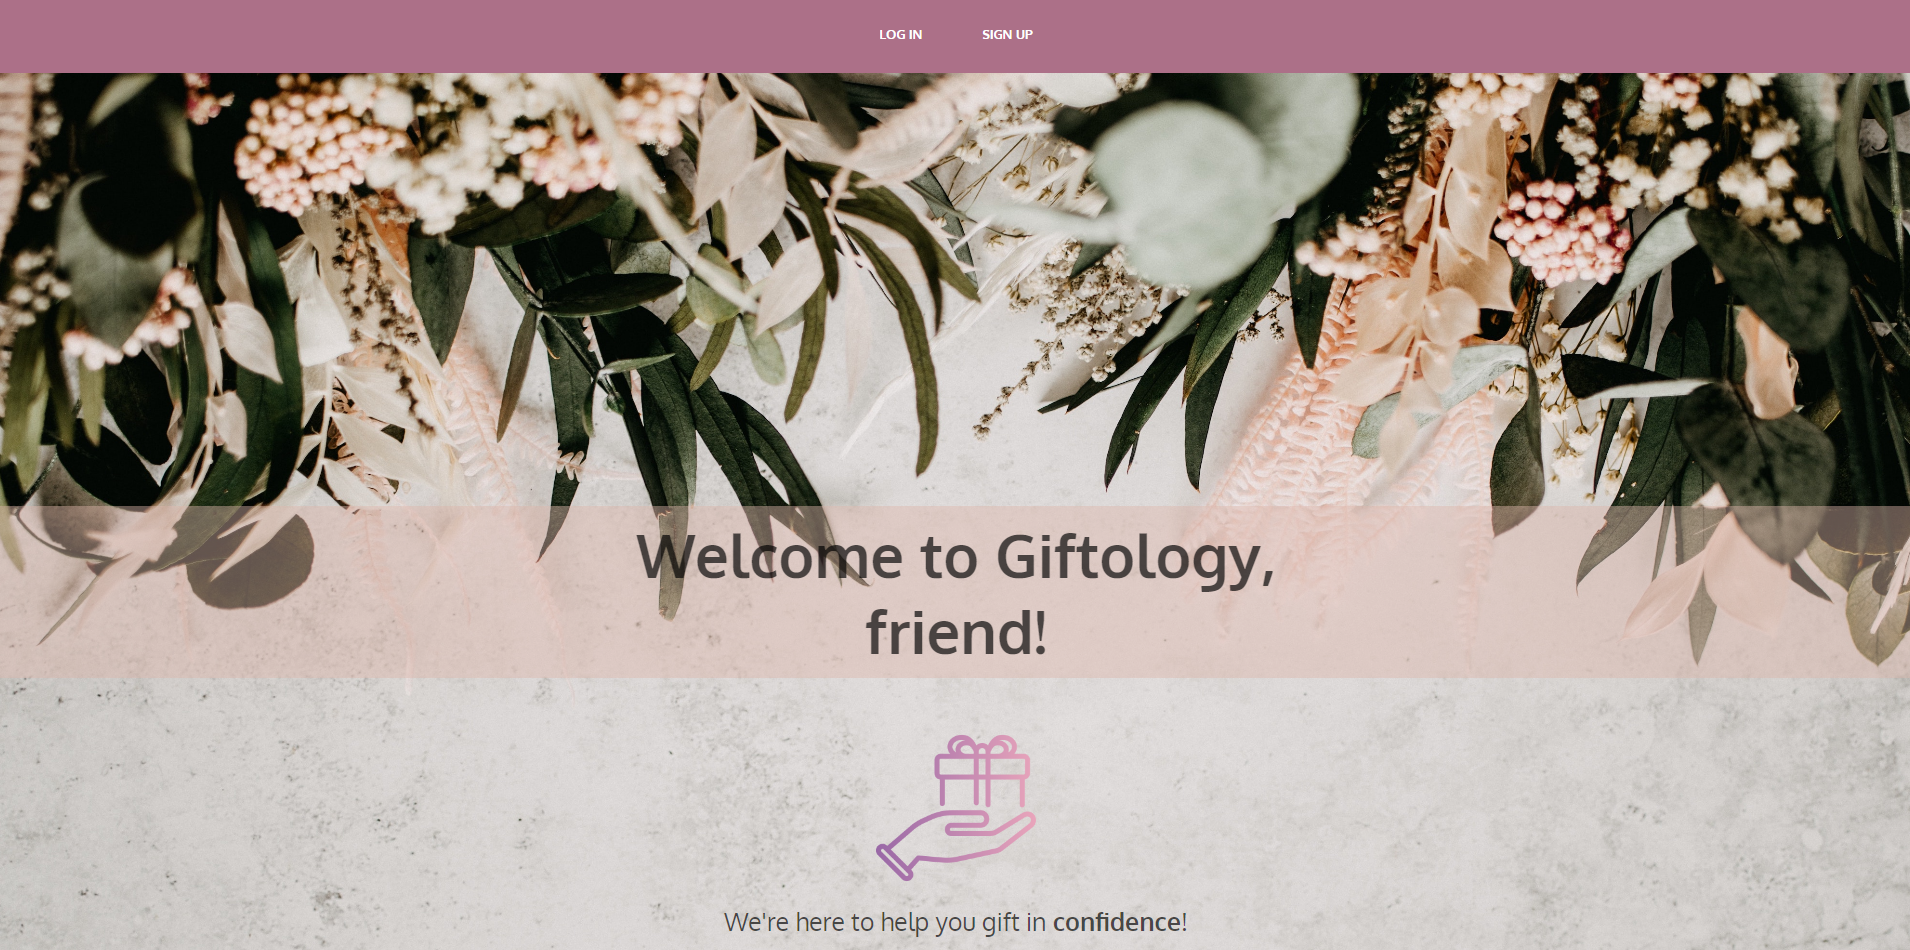 LOG IN SIGN UP
Welcome to Giftology,
friend!
We're here to help you gift in confidence!